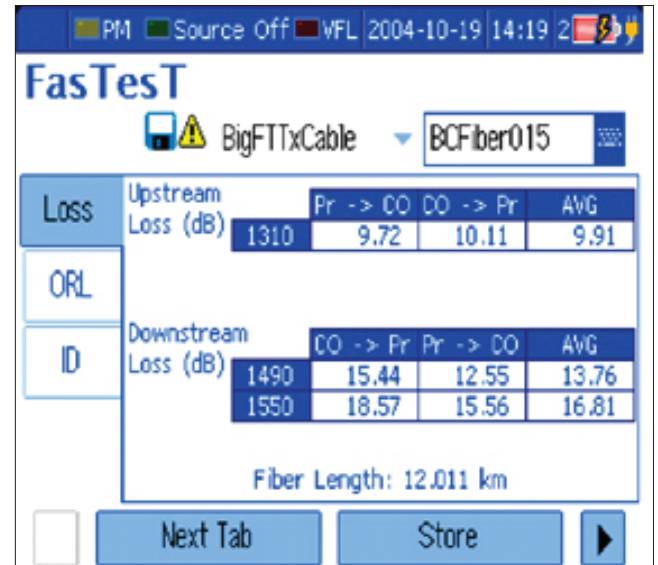 PM Source Off VFL 2004-10-19 14:19 2
FasTesT
BigFTTxCable BCFiber015
Loss
ORL
ID
Upstream
Loss (dB)
Pr -> CO CO -> Pr AVG
1310 9.72 10.11 9.91
Downstream
Loss (dB)
CO -> Pr Pr -> CO AVG
1490 15.44 12.55 13.76
1550 18.57 15.56 16.81
Fiber Length: 12.011 km
Next Tab Store